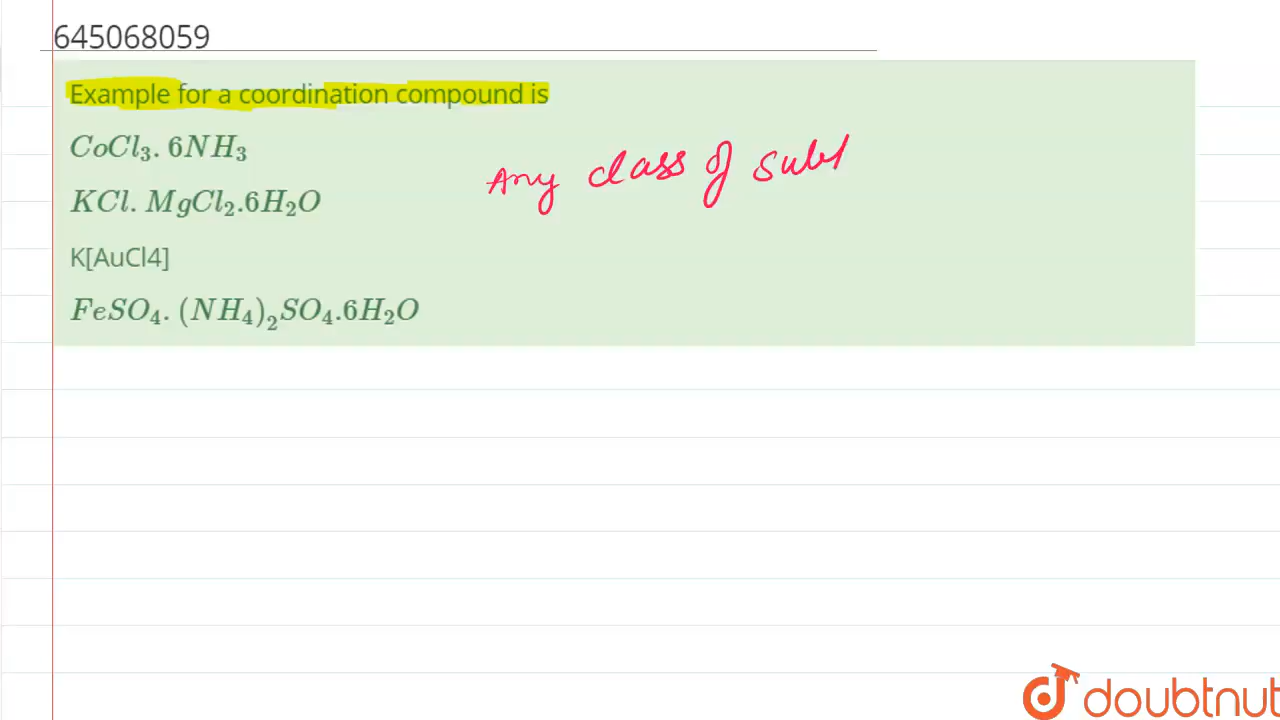 645068059
Example for a coordination compound is
CoCl₃. 6NH₃
Any class of
KCl. MgCl₂.6H₂O
K[AuCl4]
FeSO₄. (NH₄)₂SO₄.6H₂O
doubtnut